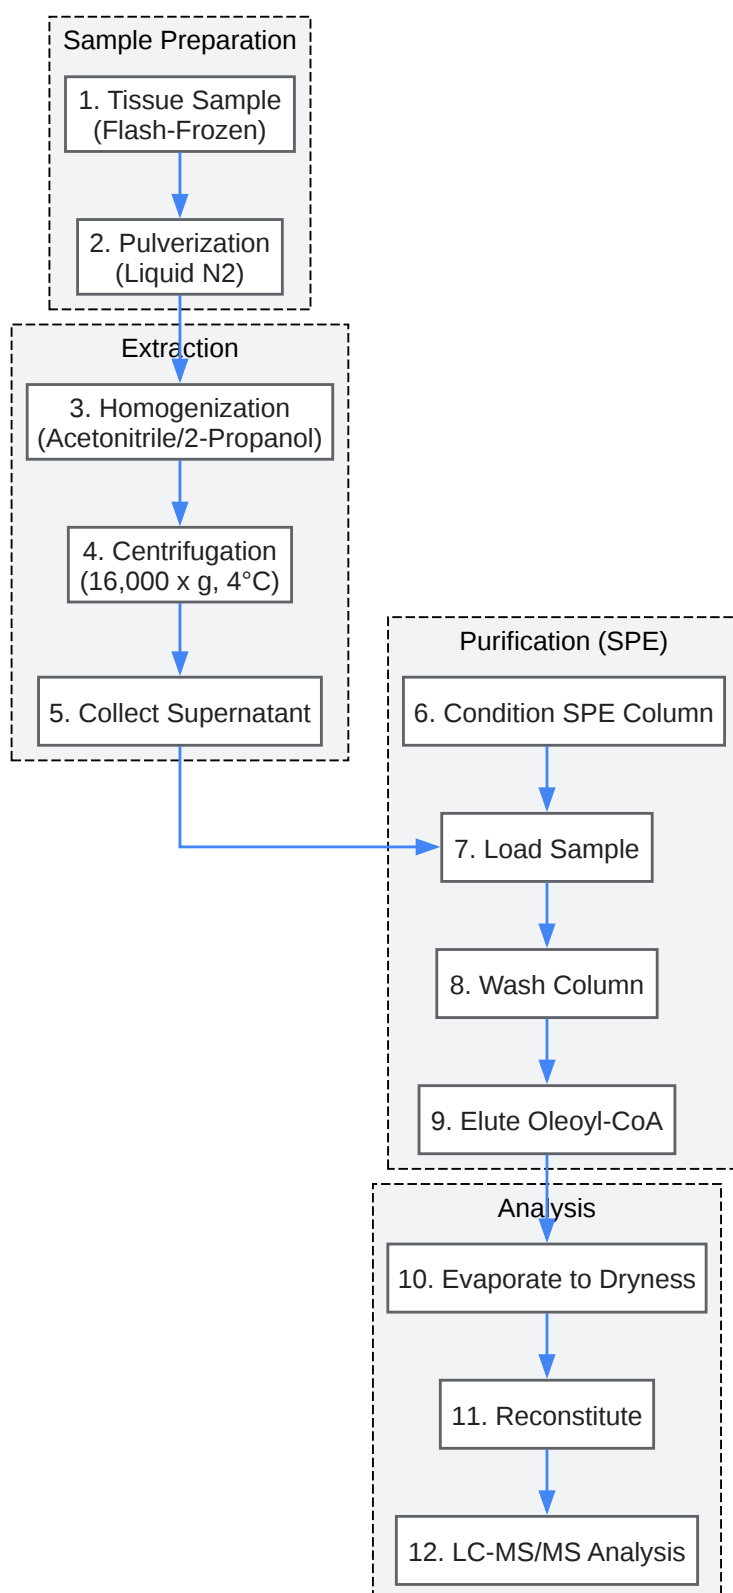 Sample Preparation
1. Tissue Sample
(Flash-Frozen)
2. Pulverization
(Liquid N2)
Extraction
3. Homogenization
(Acetonitrile/2-Propanol)
4. Centrifugation
(16,000 x g, 4°C)
5. Collect Supernatant
Purification (SPE)
6. Condition SPE Column
7. Load Sample
8. Wash Column
9. Elute Oleoyl-CoA
Analysis
10. Evaporate to Dryness
11. Reconstitute
12. LC-MS/MS Analysis